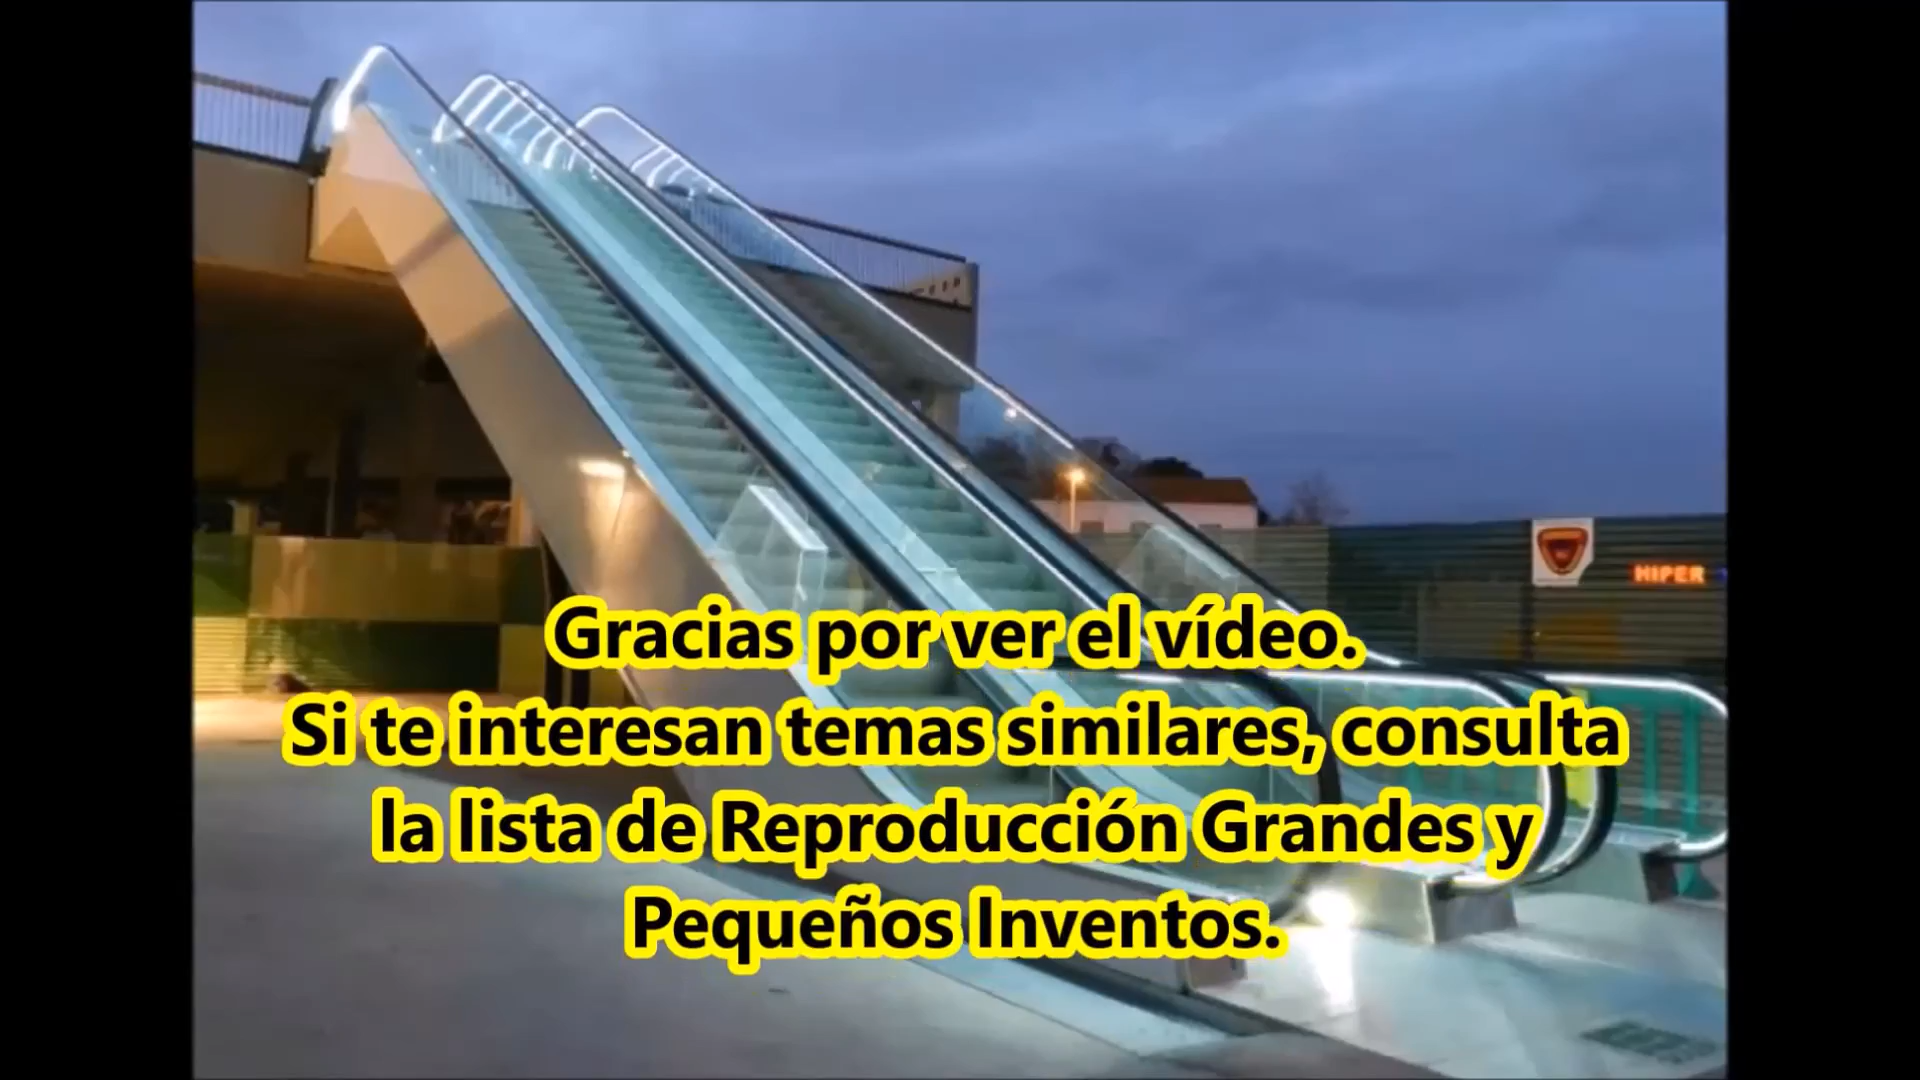 HIPER
Gracias por ver el vídeo.
Si te interesan temas similares, consulta
la lista de Reproducción Grandes y
Pequeños Inventos.